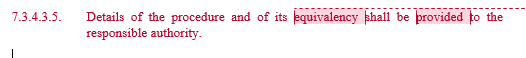 7.3.4.3.5. Details of the procedure and of its equivalency shall be provided to the
responsible authority.